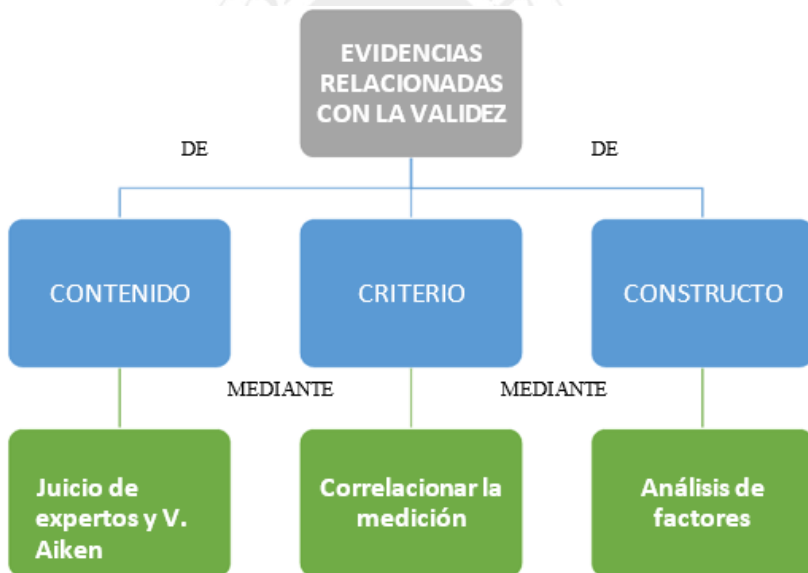 EVIDENCIAS
RELACIONADAS
CON LA VALIDEZ
DE
DE
CONTENIDO
CRITERIO
CONSTRUCTO
MEDIANTE
MEDIANTE
Juicio de
expertos y V.
Aiken
Correlacionar la
medición
Análisis de
factores